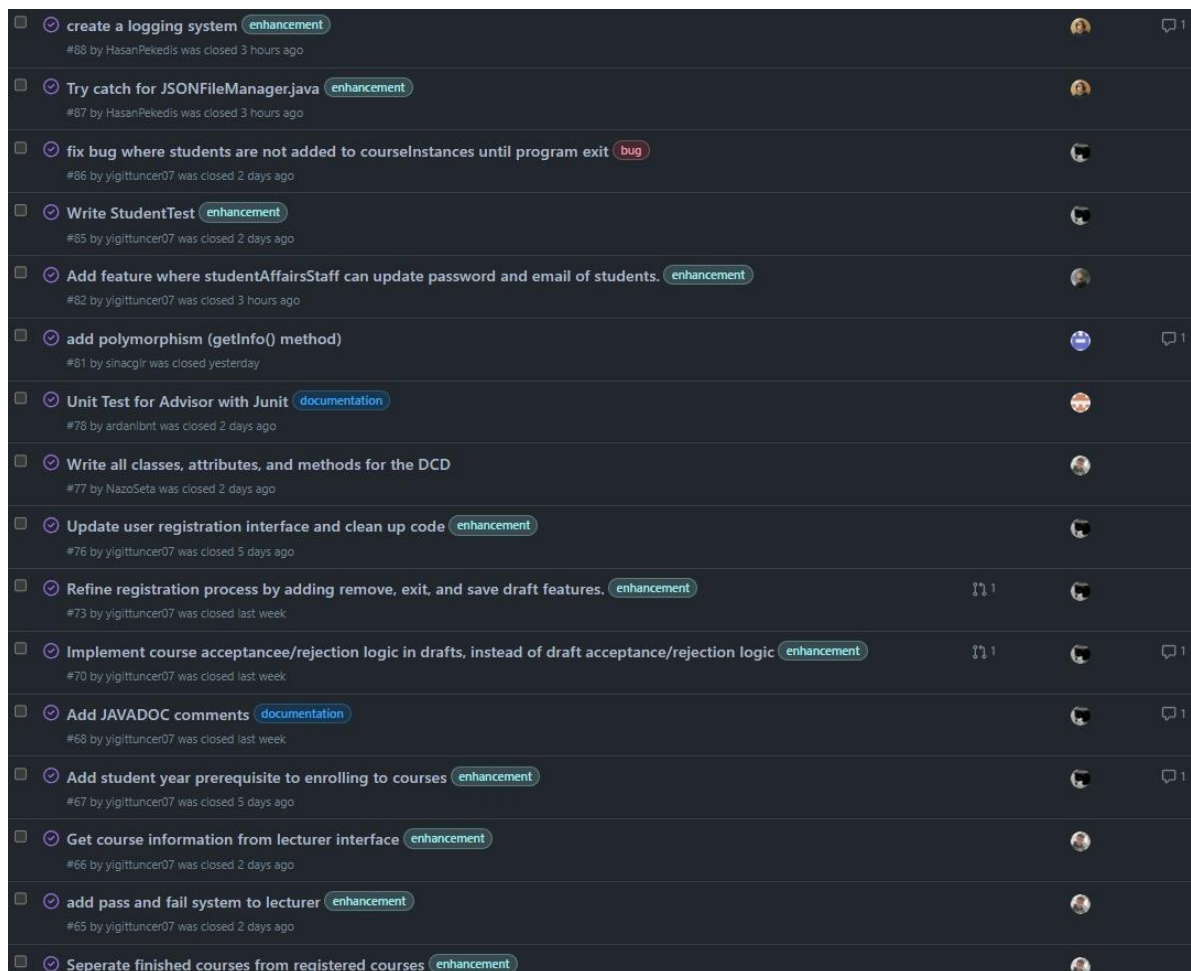 create a logging system enhancement 1
#88 by HasanPekedis was closed 3 hours ago
Try catch for JSONFileManager.java enhancement
#87 by HasanPekedis was closed 3 hours ago
fix bug where students are not added to courseInstances until program exit bug
#86 by yigittuncer07 was closed 2 days ago
Write StudentTest enhancement
#85 by yigittuncer07 was closed 2 days ago
Add feature where studentAffairsStaff can update password and email of students. enhancement
#82 by yigittuncer07 was closed 3 hours ago
add polymorphism (getInfo() method) 1
#81 by sinacglr was closed yesterday
Unit Test for Advisor with Junit documentation
#78 by ardanlbnt was closed 2 days ago
Write all classes, attributes, and methods for the DCD
#77 by NazoSeta was closed 2 days ago
Update user registration interface and clean up code enhancement
#76 by yigittuncer07 was closed 5 days ago
Refine registration process by adding remove, exit, and save draft features. enhancement 1
#73 by yigittuncer07 was closed last week
Implement course acceptancee/rejection logic in drafts, instead of draft acceptance/rejection logic enhancement 1 1
#70 by yigittuncer07 was closed last week
Add JAVADOC comments documentation 1
#68 by yigittuncer07 was closed last week
Add student year prerequisite to enrolling to courses enhancement 1
#67 by yigittuncer07 was closed 5 days ago
Get course information from lecturer interface enhancement
#66 by yigittuncer07 was closed 2 days ago
add pass and fail system to lecturer enhancement
#65 by yigittuncer07 was closed 2 days ago
Seperate finished courses from registered courses enhancement